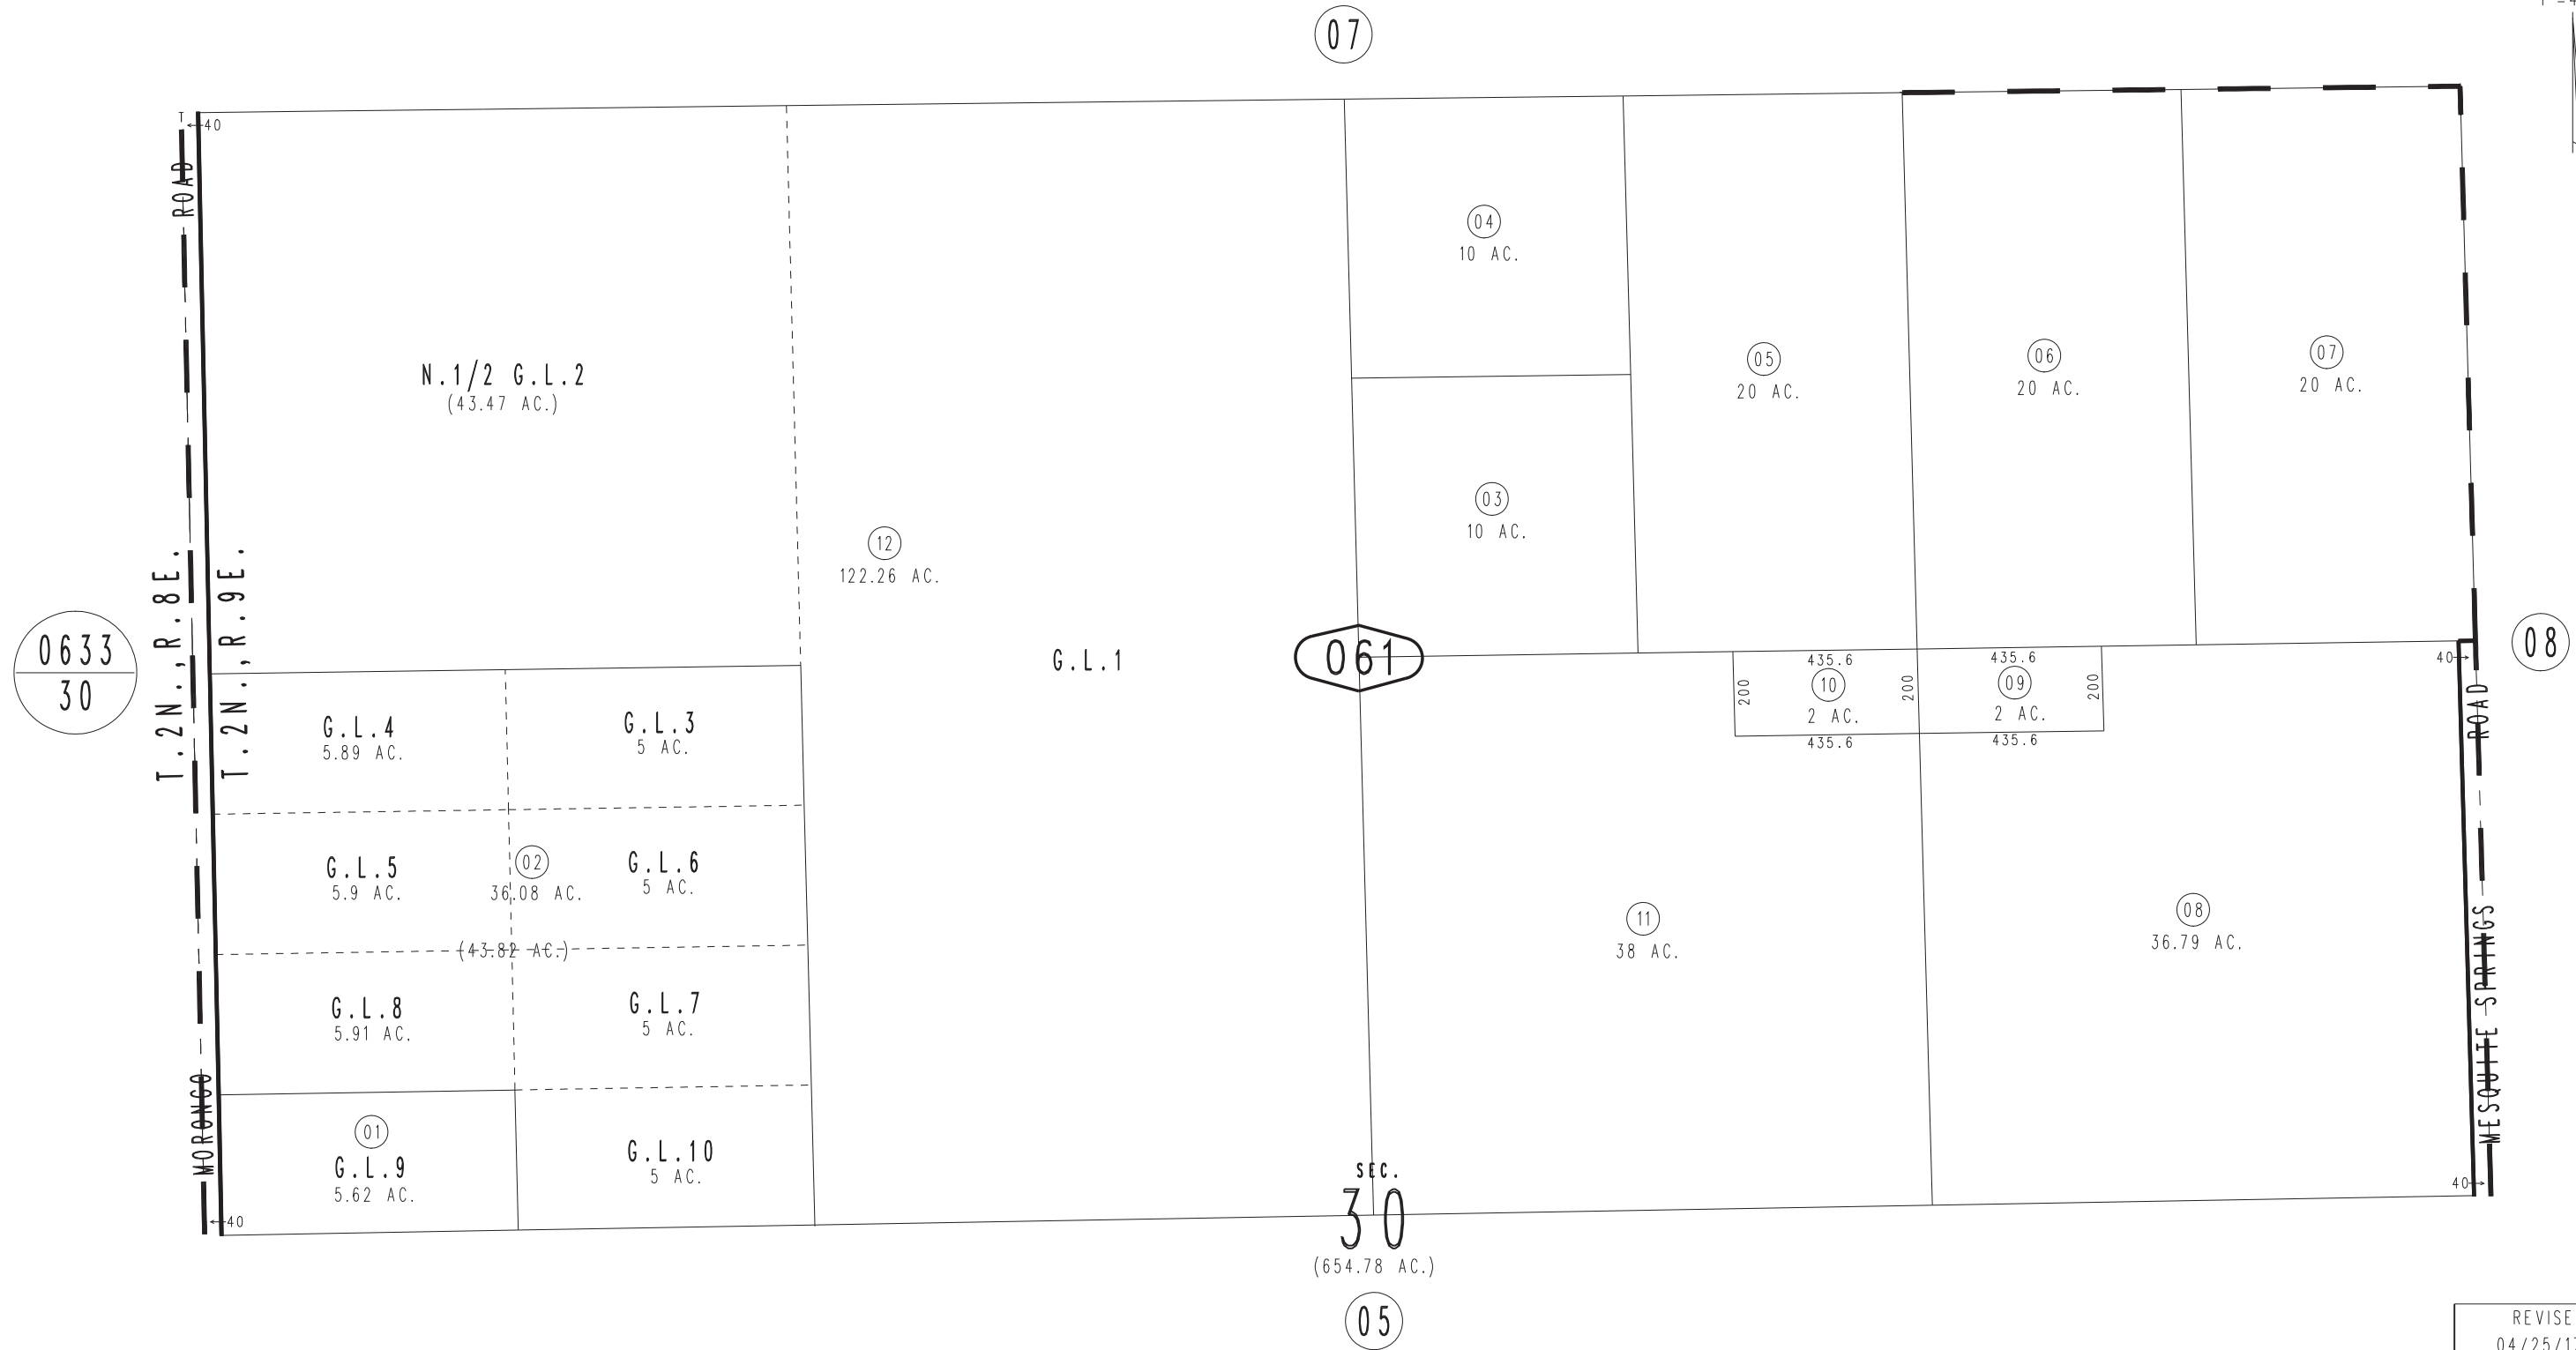 07
40
ROAD
04
10 AC.
05
20 AC.
06
20 AC.
07
20 AC.
N.1/2 G.L.2
(43.47 AC.)
03
10 AC.
12
122.26 AC.
T.2N.,R.8E.
T.2N.,R.9E.
0633
30
G.L.1
061
435.6
435.6
40
08
200
10
200
09
200
2 AC.
2 AC.
435.6
435.6
ROAD
G.L.4
5.89 AC.
G.L.3
5 AC.
G.L.5
5.9 AC.
02
36.08 AC.
G.L.6
5 AC.
(43.82 AC.)
11
38 AC.
08
36.79 AC.
MESQUITE SPRINGS
G.L.8
5.91 AC.
G.L.7
5 AC.
MORONGO
01
G.L.9
5.62 AC.
G.L.10
5 AC.
40
SEC.
30
(654.78 AC.)
40
05
REVISE
04/25/1